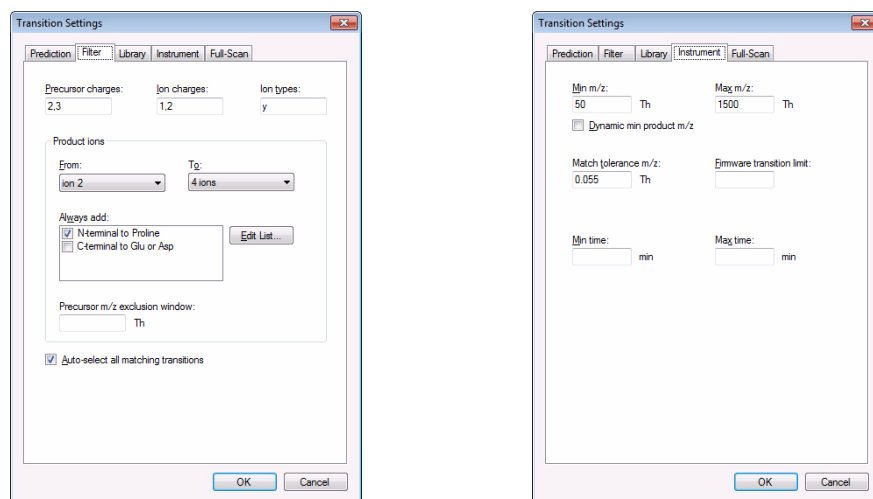 Transition Settings
Prediction Filter Library Instrument Full-Scan
Precursor charges: Ion charges: Ion types:
2,3 1,2 y
Product ions
From: To:
ion 2 4 ions
Always add:
N-terminal to Proline
C-terminal to Glu or Asp
Edit List...
Precursor m/z exclusion window:
Th
Auto-select all matching transitions
OK Cancel
Transition Settings
Prediction Filter Library Instrument Full-Scan
Min m/z: Max m/z:
50 Th 1500 Th
Dynamic min product m/z
Match tolerance m/z: Firmware transition limit:
0.055 Th
Min time: Max time:
min min
OK Cancel